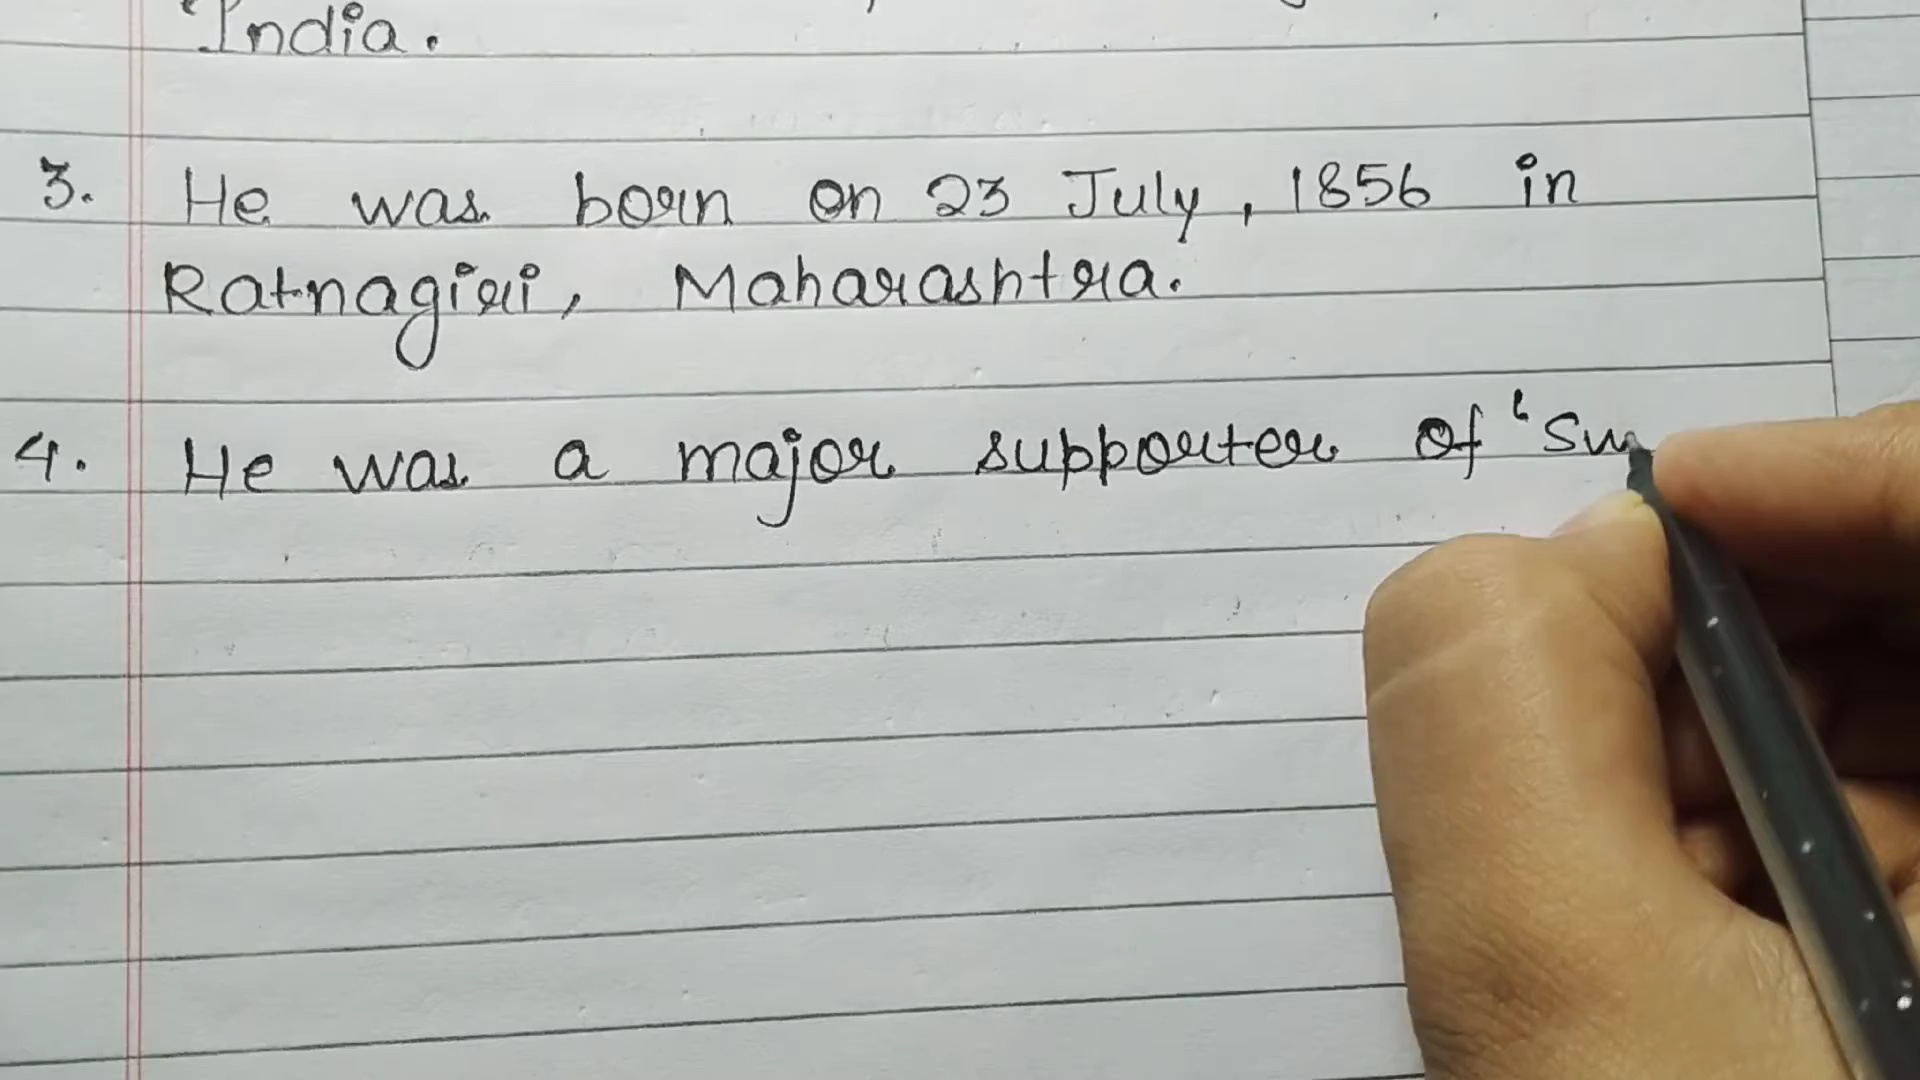 India.
3. He was born on 23 July, 1856 in
Ratnagiri, Maharashtra.
4. He was a major supporter of 'Sw